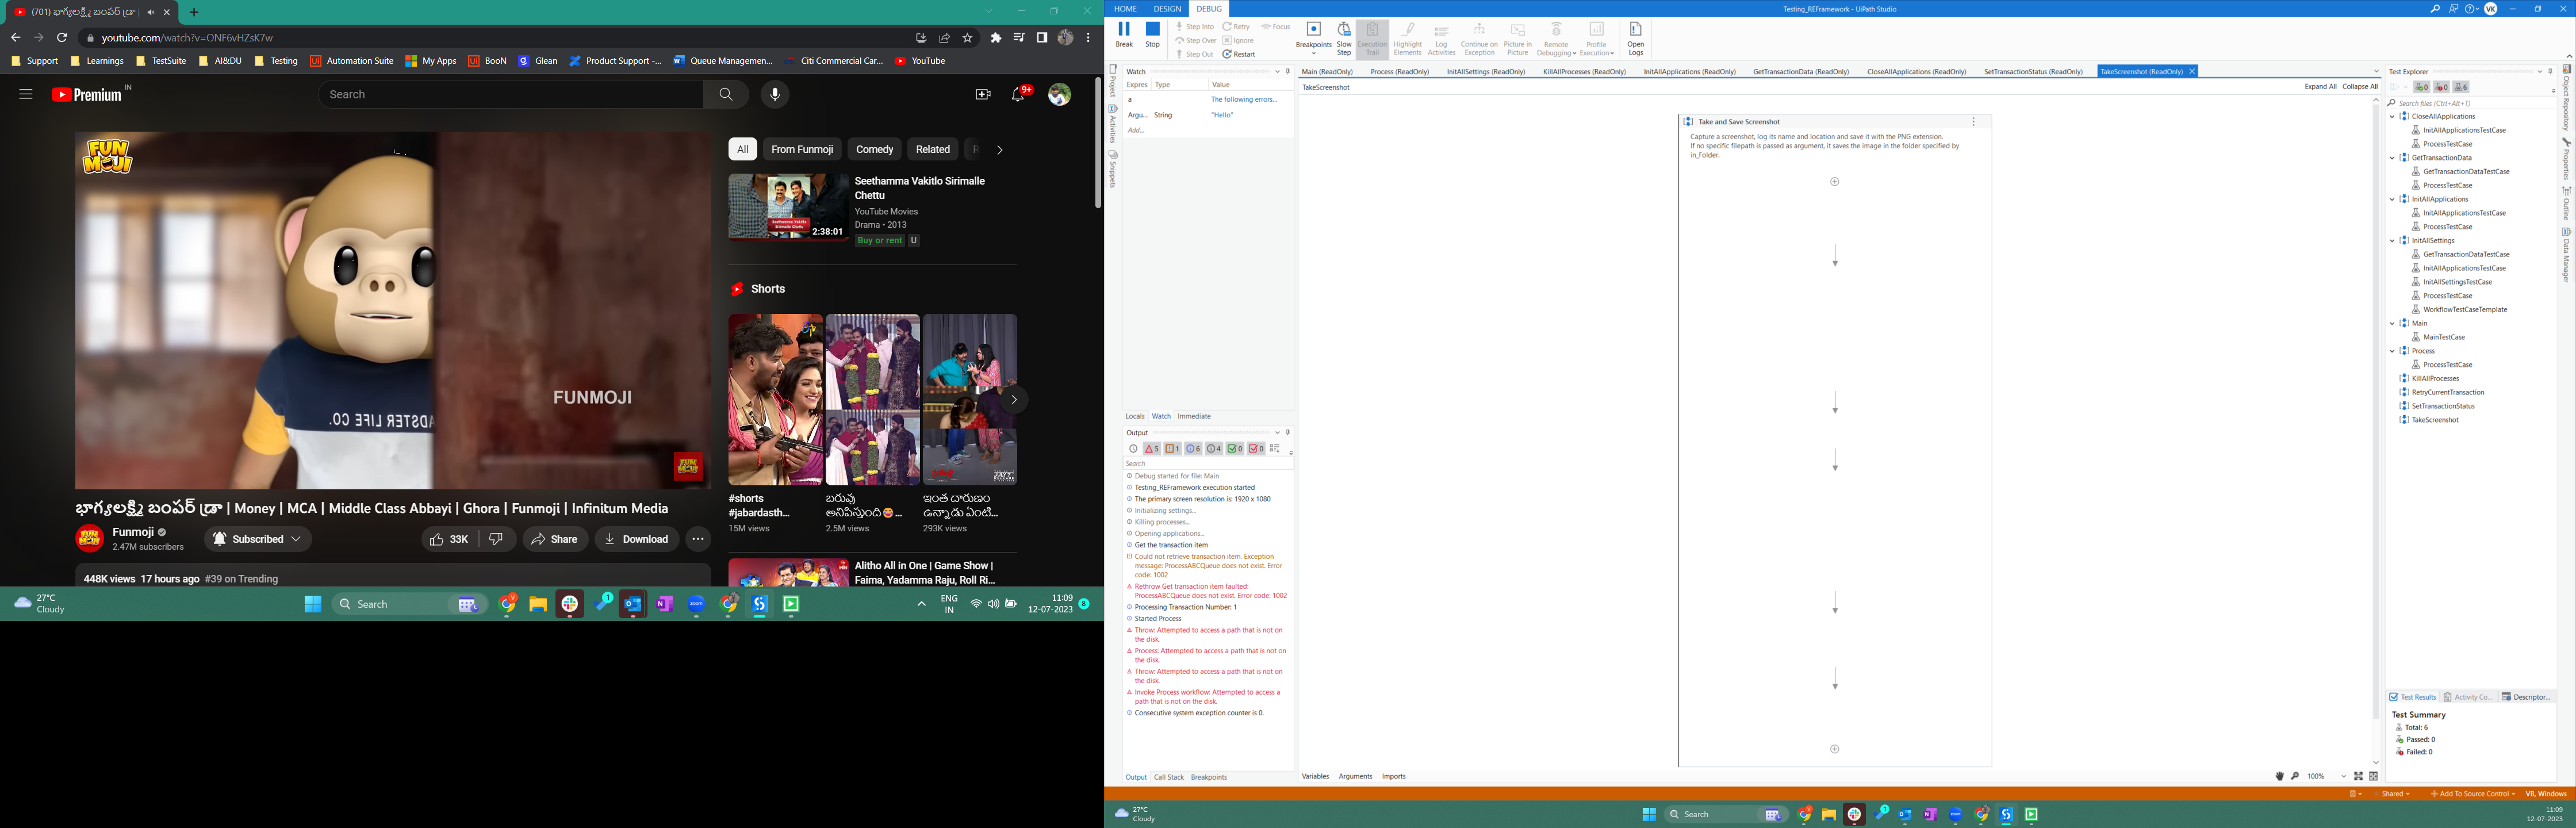 (701) భాగ్యలక్ష్మి బంపర్ డ్రా |
youtube.com/watch?v=ONF6vHZsK7w
Support Learnings TestSuite AI&DU Testing Automation Suite My Apps BooN Glean Product Support -... Queue Managemen... Citi Commercial Car... YouTube
Premium IN
Search
9+
FUN MOJI
ROADSTER LIFE CO.
FUNMOJI
FUN MOJI
All From Funmoji Comedy Related
Seethamma Vakitlo Sirimalle
Chettu
YouTube Movies
Drama • 2013
Buy or rent U
2:38:01
Shorts
#shorts
#jabardasth...
15M views
బరువు
అనిపిస్తుంది😂...
2.5M views
ఇంత దారుణం
ఉన్నాడు ఏంటి...
293K views
Alitho All in One | Game Show |
Faima, Yadamma Raju, Roll Ri...
భాగ్యలక్ష్మి బంపర్ డ్రా | Money | MCA | Middle Class Abbayi | Ghora | Funmoji | Infinitum Media
Funmoji
2.47M subscribers
Subscribed
33K
Share
Download
448K views 17 hours ago #39 on Trending
27°C
Cloudy
Search
ENG
IN
11:09
12-07-2023
8
HOME DESIGN DEBUG
Testing_REFramework - UiPath Studio
VK
Break
Stop
Step Into
Step Over
Step Out
Retry
Ignore
Restart
Focus
Breakpoints
Slow
Step
Execution
Trail
Highlight
Elements
Log
Activities
Continue on
Exception
Picture in
Picture
Remote
Debugging
Profile
Execution
Open
Logs
Project
Activities
Snippets
Watch
Expres Type Value
a The following errors...
Argu... String "Hello"
Add...
Locals Watch Immediate
Output
5 1 6 4 0 0
Search
Debug started for file: Main
Testing_REFramework execution started
The primary screen resolution is: 1920 x 1080
Initializing settings...
Killing processes...
Opening applications...
Get the transaction item
Could not retrieve transaction item. Exception
message: ProcessABCQueue does not exist. Error
code: 1002
Rethrow Get transaction item faulted:
ProcessABCQueue does not exist. Error code: 1002
Processing Transaction Number: 1
Started Process
Throw: Attempted to access a path that is not on
the disk.
Process: Attempted to access a path that is not on
the disk.
Throw: Attempted to access a path that is not on
the disk.
Invoke Process workflow: Attempted to access a
path that is not on the disk.
Consecutive system exception counter is 0.
Output Call Stack Breakpoints
Main (ReadOnly) Process (ReadOnly) InitAllSettings (ReadOnly) KillAllProcesses (ReadOnly) InitAllApplications (ReadOnly) GetTransactionData (ReadOnly) CloseAllApplications (ReadOnly) SetTransactionStatus (ReadOnly) TakeScreenshot (ReadOnly)
TakeScreenshot
Expand All Collapse All
Take and Save Screenshot
Capture a screenshot, log its name and location and save it with the PNG extension.
If no specific filepath is passed as argument, it saves the image in the folder specified by
in_Folder.
Variables Arguments Imports
100%
Test Explorer
0 0 6
Search files (Ctrl+Alt+T)
CloseAllApplications
InitAllApplicationsTestCase
ProcessTestCase
GetTransactionData
GetTransactionDataTestCase
ProcessTestCase
InitAllApplications
InitAllApplicationsTestCase
ProcessTestCase
InitAllSettings
GetTransactionDataTestCase
InitAllApplicationsTestCase
InitAllSettingsTestCase
ProcessTestCase
WorkflowTestCaseTemplate
Main
MainTestCase
Process
ProcessTestCase
KillAllProcesses
RetryCurrentTransaction
SetTransactionStatus
TakeScreenshot
Test Results Activity Co... Descriptor...
Test Summary
Total: 6
Passed: 0
Failed: 0
Object Repository
Properties
Outline
Data Manager
Shared Add To Source Control VB, Windows
27°C
Cloudy
Search
11:09
12-07-2023